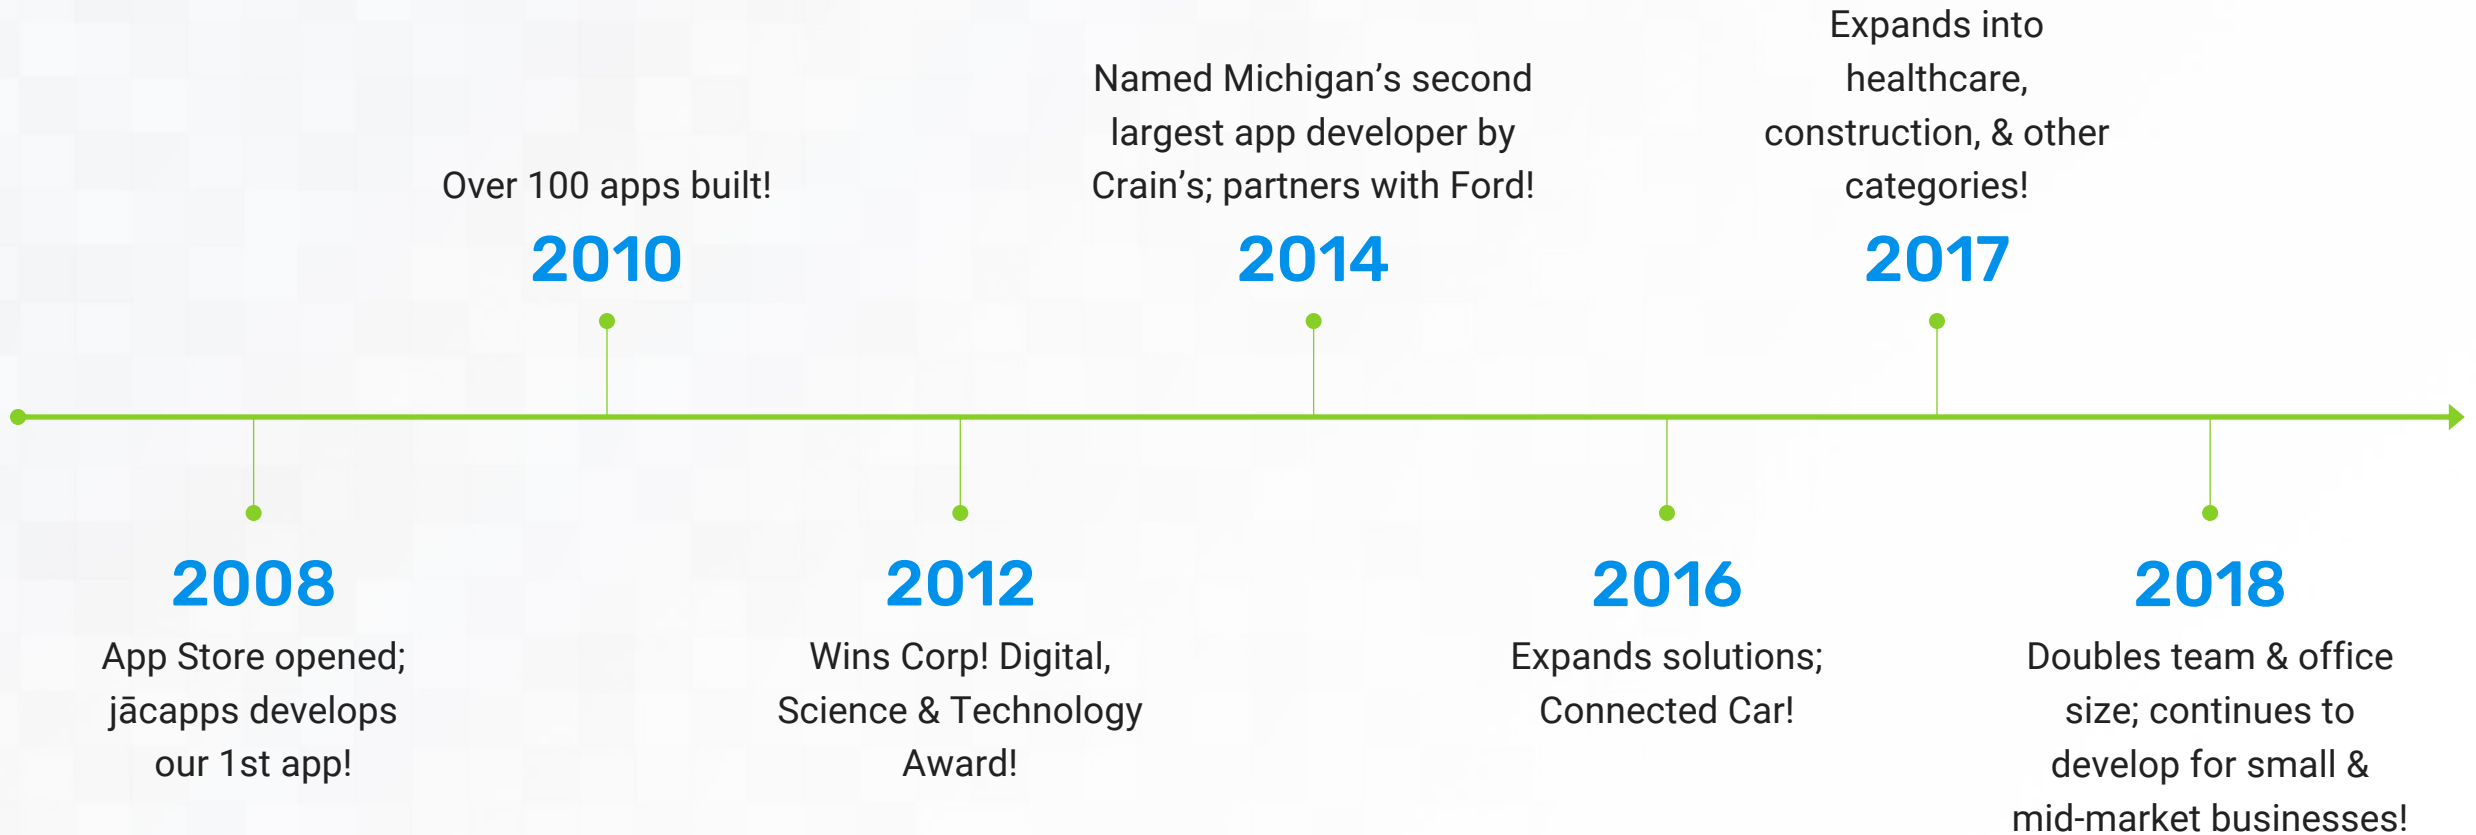 Over 100 apps built!
2010
Named Michigan’s second
largest app developer by
Crain’s; partners with Ford!
2014
Expands into
healthcare,
construction, & other
categories!
2017
2008
App Store opened;
jācapps develops
our 1st app!
2012
Wins Corp! Digital,
Science & Technology
Award!
2016
Expands solutions;
Connected Car!
2018
Doubles team & office
size; continues to
develop for small &
mid-market businesses!